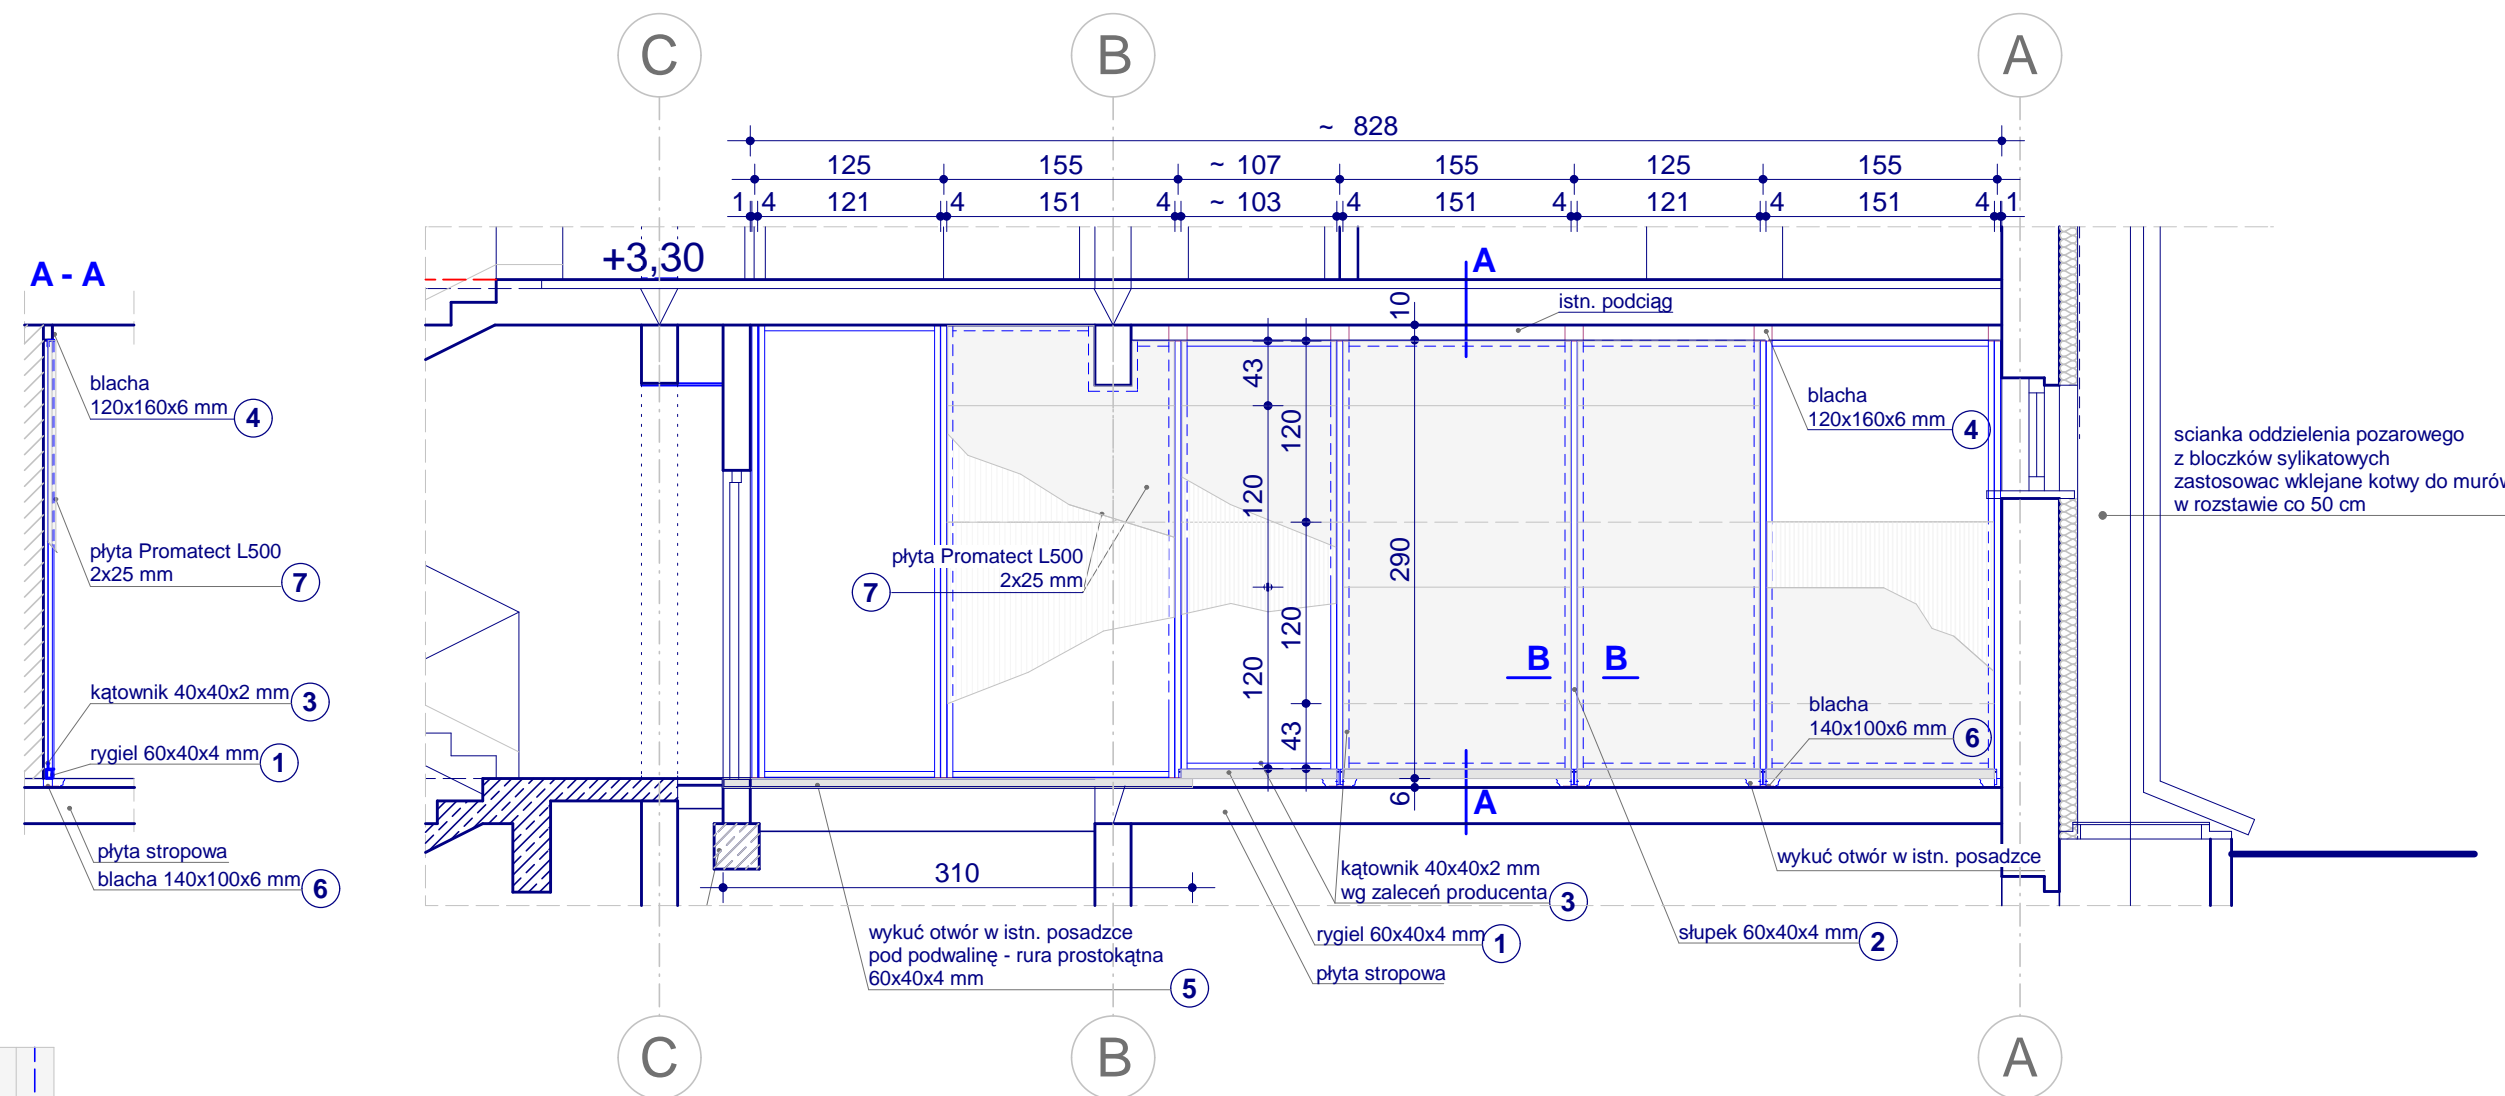 C
B
A
~ 828
125
155
~ 107
155
125
155
1
4
121
4
151
4
~ 103
4
151
4
121
4
151
4
1
+3,30
A - A
A
istn. podciąg
10
43
120
120
120
120
43
290
6
blacha
120x160x6 mm
4
blacha
120x160x6 mm
4
scianka oddzielenia pozarowego
z bloczków sylikatowych
zastosowac wklejane kotwy do murów
w rozstawie co 50 cm
płyta Promatect L500
2x25 mm
7
płyta Promatect L500
2x25 mm
7
B
B
kątownik 40x40x2 mm
3
rygiel 60x40x4 mm
1
blacha
140x100x6 mm
6
A
płyta stropowa
blacha 140x100x6 mm
6
310
kątownik 40x40x2 mm
wg zaleceń producenta
3
wykuć otwór w istn. posadzce
wykuć otwór w istn. posadzce
pod podwalinę - rura prostokątna
60x40x4 mm
5
rygiel 60x40x4 mm
1
płyta stropowa
słupek 60x40x4 mm
2
C
B
A